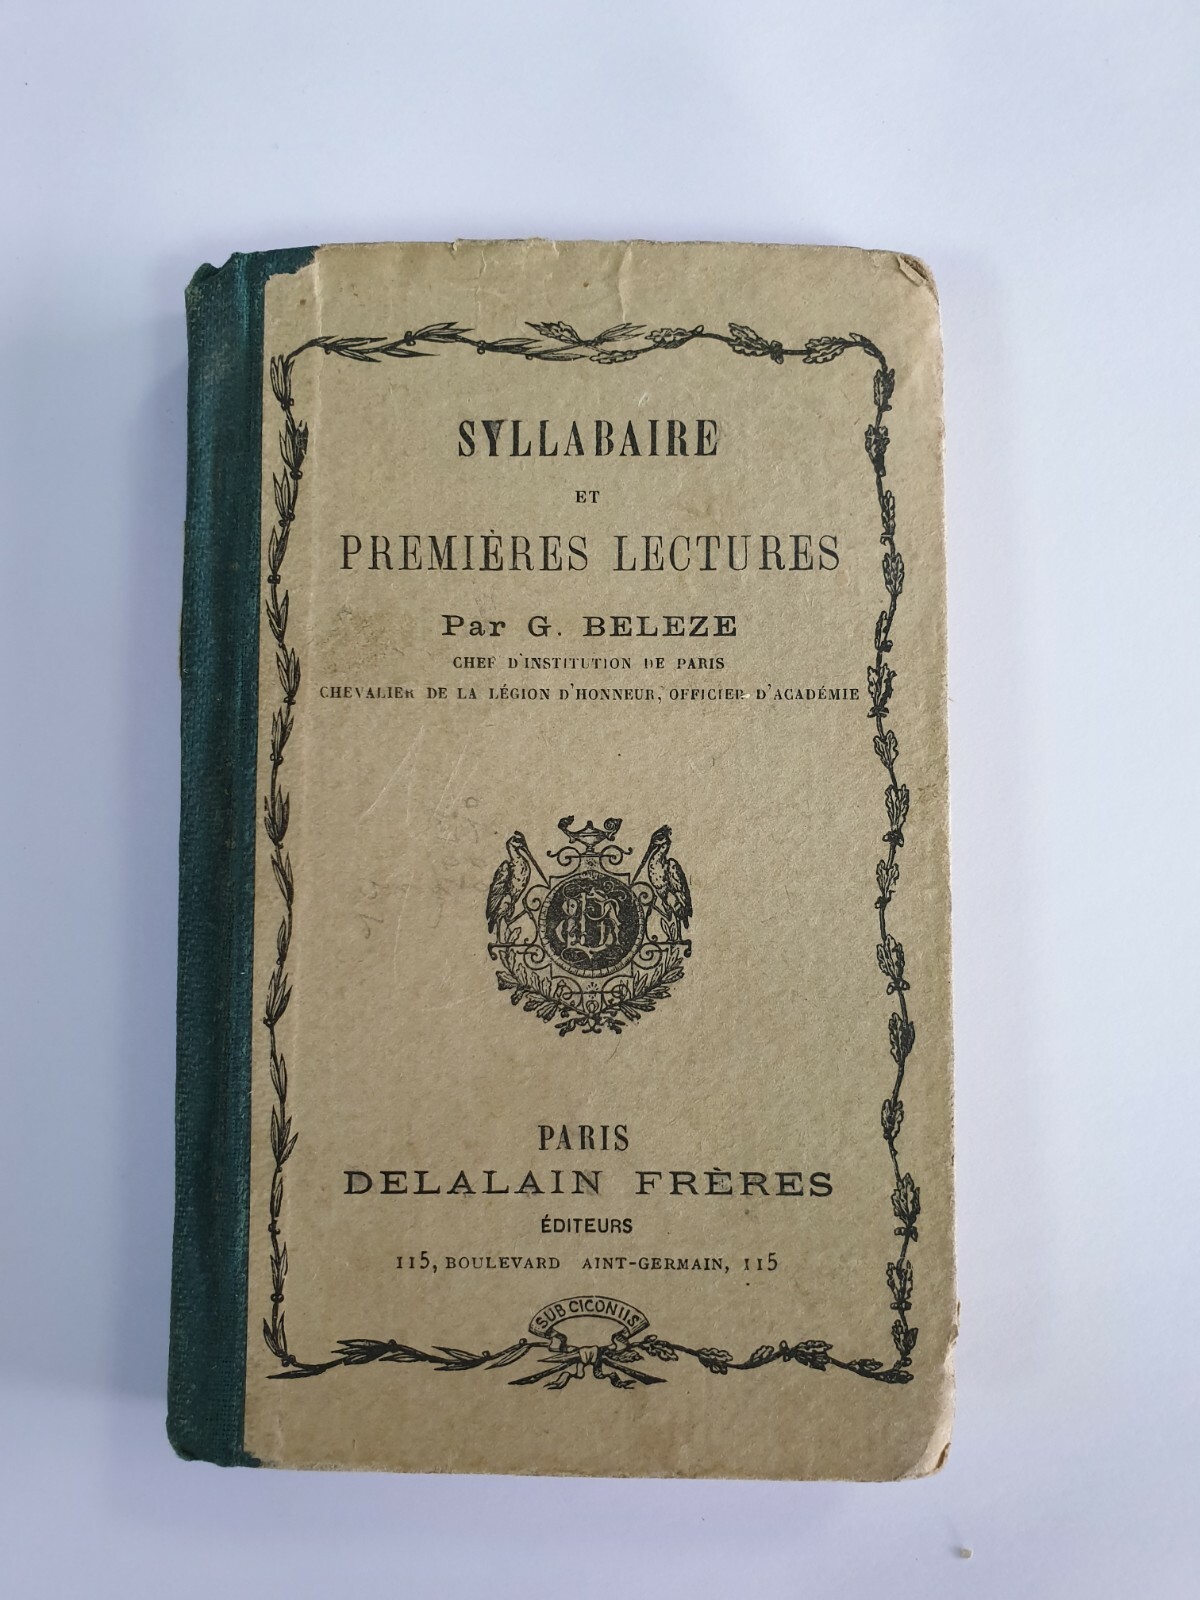 SYLLABAIRE
ET
PREMIÈRES LECTURES
Par G. BELEZE
CHEF D'INSTITUTION DE PARIS
CHEVALIER DE LA LÉGION D'HONNEUR, OFFICIER D'ACADÉMIE
PARIS
DELALAIN FRÈRES
ÉDITEURS
115, BOULEVARD AINT-GERMAIN, 115
SUB CICONIIS